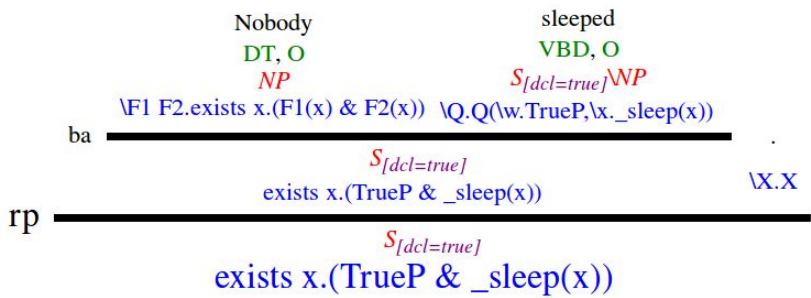 Nobody sleeped
DT, O VBD, O
NP S[dcl=true]\NP
\F1 F2.exists x.(F1(x) & F2(x)) \Q.Q(\w.TrueP,\x._sleep(x))
ba .
S[dcl=true]
exists x.(TrueP & _sleep(x)) \X.X
rp
S[dcl=true]
exists x.(TrueP & _sleep(x))